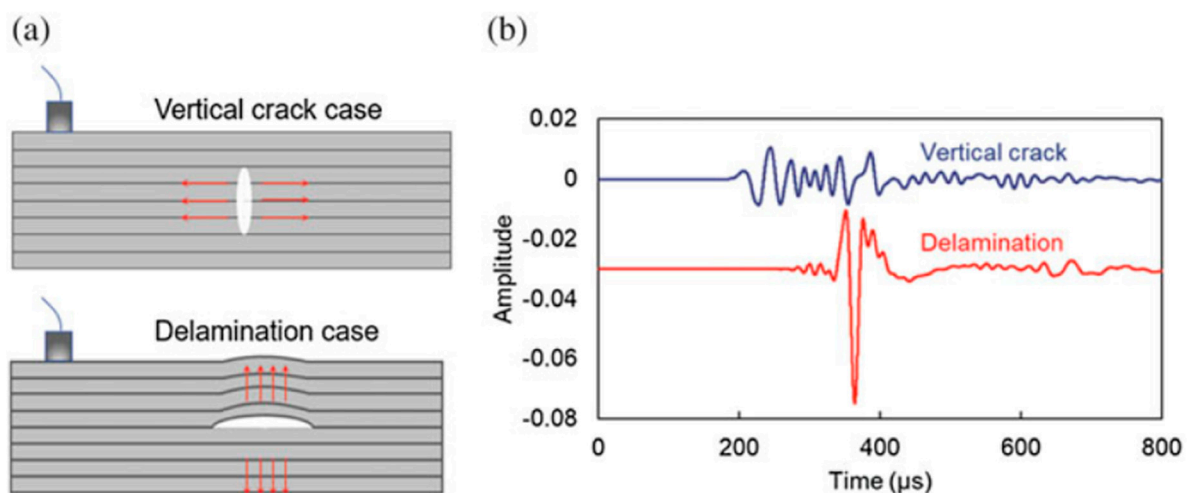 (a)
Vertical crack case
Delamination case
(b)
0.02
0
-0.02
-0.04
-0.06
-0.08
Amplitude
Vertical crack
Delamination
0 200 400 600 800
Time (µs)